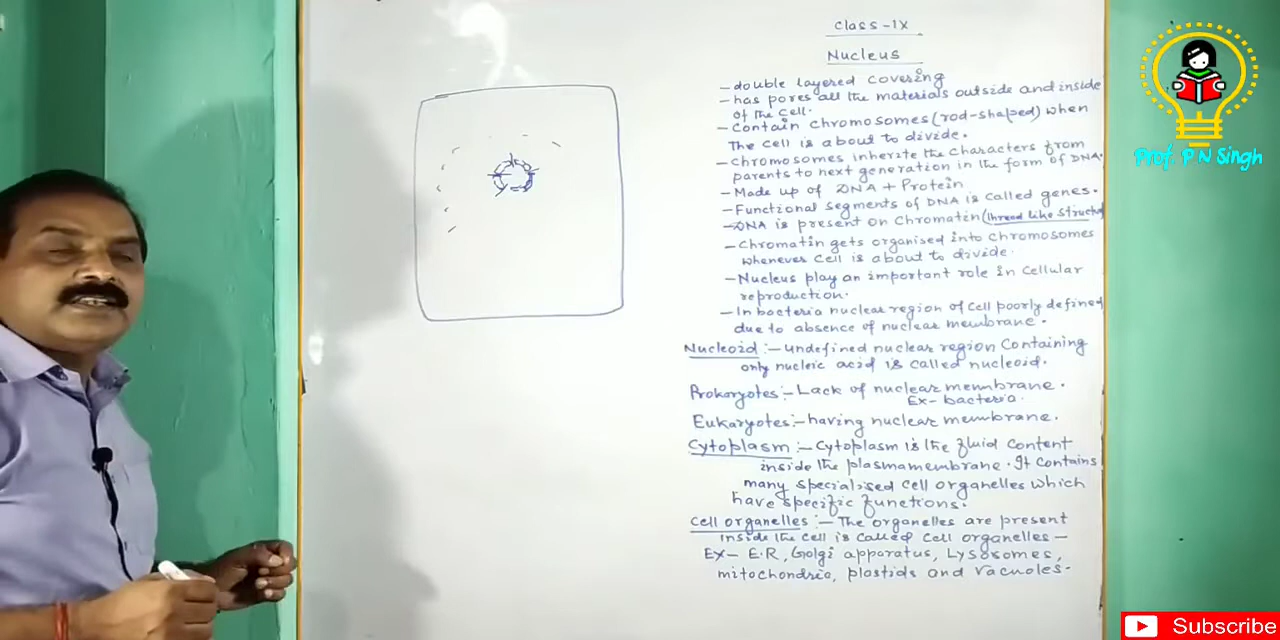 Class-IX
Nucleus
- double layered covering
- has pores all the materials outside and inside
of the cell.
- Contain chromosomes (rod-shaped) when
The cell is about to divide.
- Chromosomes inherite the characters from
parents to next generation in the form of DNA.
- Made up of DNA + Protein
- Functional segments of DNA is called genes.
- DNA is present on Chromatin (thread like structu
- Chromatin gets organised into chromosomes
whenever cell is about to divide.
- Nucleus play an important role in cellular
reproduction.
- In bacteria nuclear region of cell poorly defined
due to absence of nuclear membrane.
Nucleoid :- undefined nuclear region containing
only nucleic acid is called nucleoid.
Prokaryotes:- Lack of nuclear membrane.
Ex- bacteria.
Eukaryotes:- having nuclear membrane.
Cytoplasm :- Cytoplasm is the fluid content
inside the plasmamembrane. It contains
many specialised cell organelles which
have specific functions.
Cell organelles :- The organelles are present
inside the cell is called cell organelles -
Ex- E.R, Golgi apparatus, Lysosomes,
mitochondria, plastids and vacuoles.
Prof. P N Singh
Subscribe